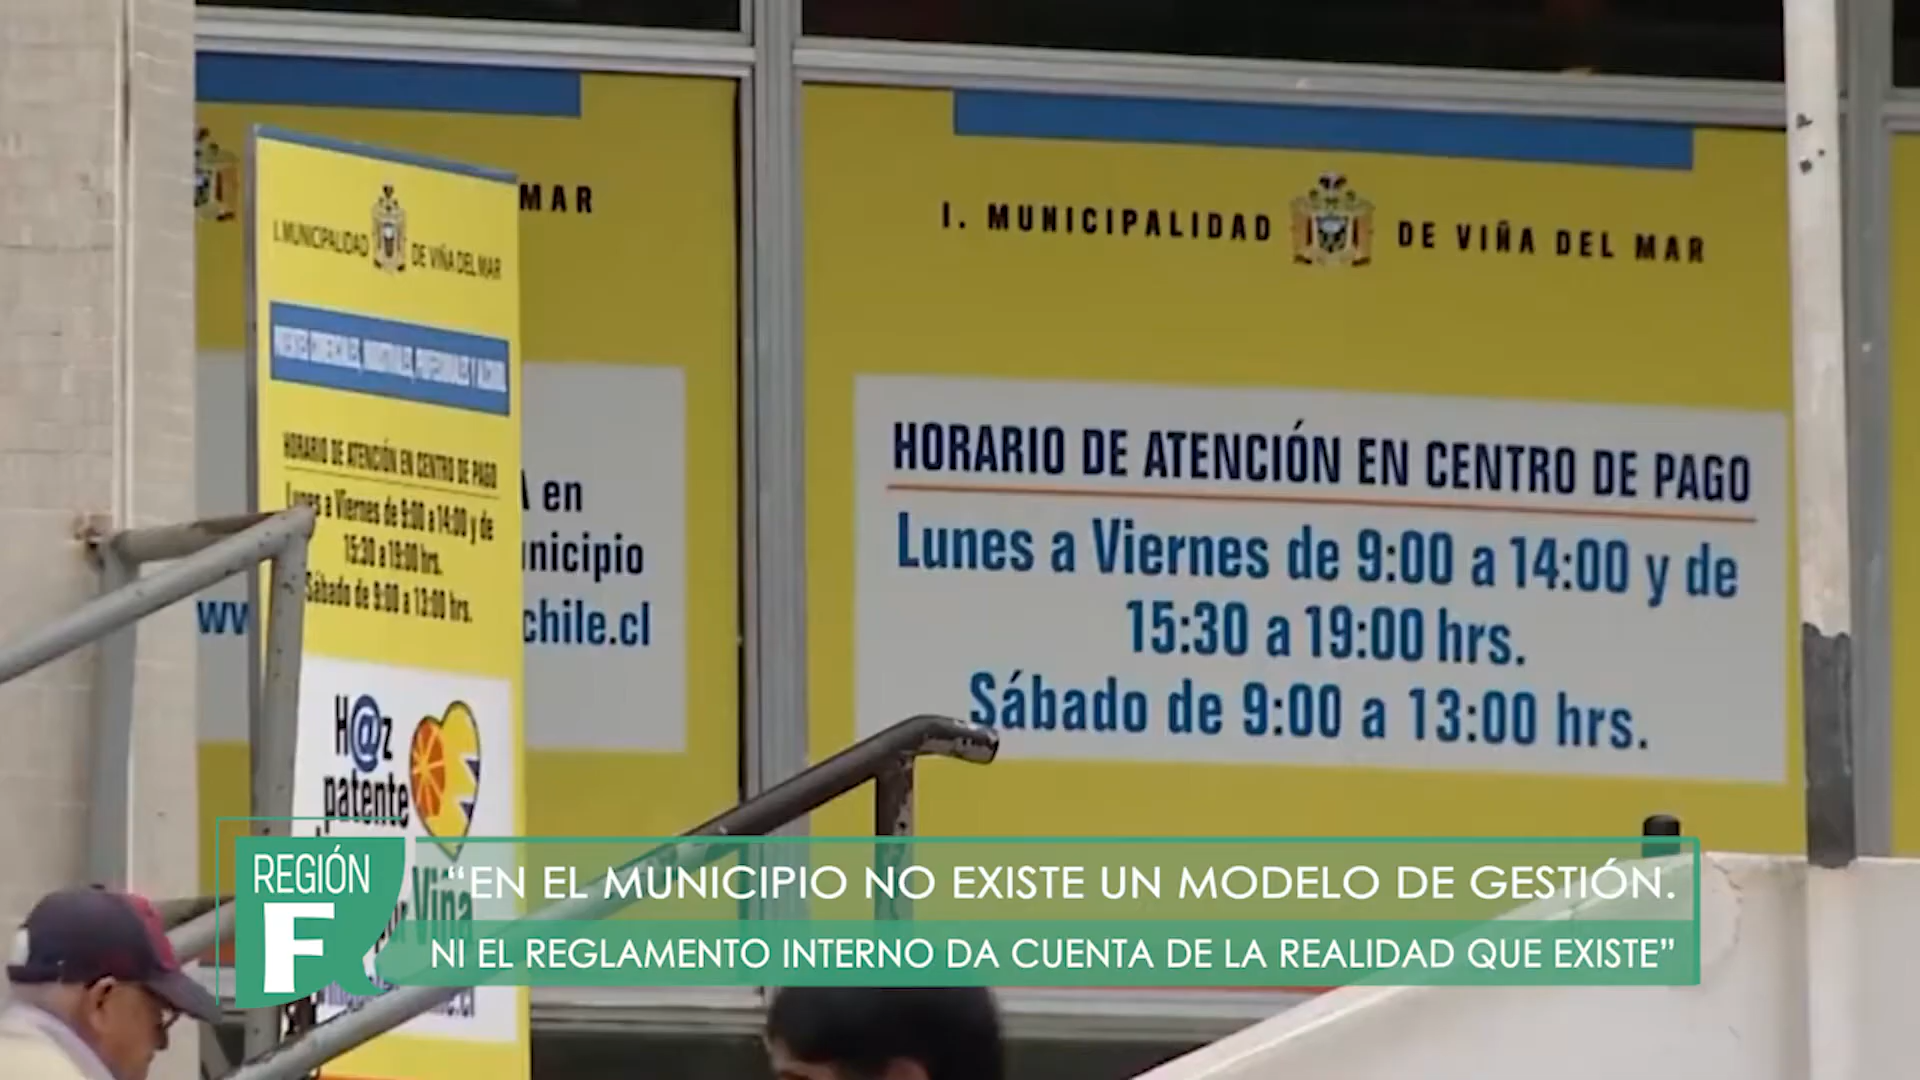 MAR
I. MUNICIPALIDAD DE VIÑA DEL MAR
I. MUNICIPALIDAD DE VIÑA DEL MAR
HORARIO DE ATENCIÓN EN CENTRO DE PAGO
Lunes a Viernes de 9:00 a 14:00 y de
15:30 a 19:00 hrs.
Sábado de 9:00 a 13:00 hrs.
H@z
patente
por Viña
en
chile.cl
HORARIO DE ATENCIÓN EN CENTRO DE PAGO
Lunes a Viernes de 9:00 a 14:00 y de
15:30 a 19:00 hrs.
Sábado de 9:00 a 13:00 hrs.
REGIÓN
F
“EN EL MUNICIPIO NO EXISTE UN MODELO DE GESTIÓN.
NI EL REGLAMENTO INTERNO DA CUENTA DE LA REALIDAD QUE EXISTE”